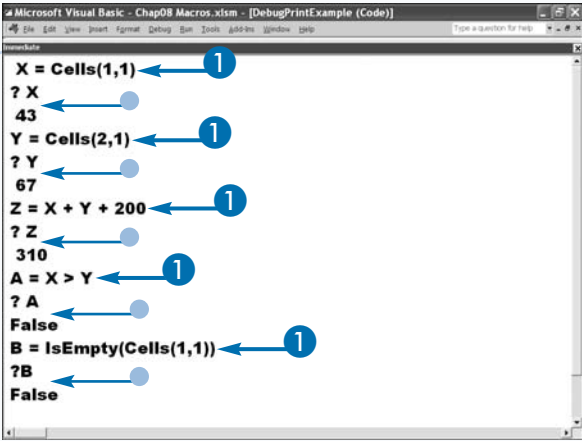 Microsoft Visual Basic - Chap08 Macros.xlsm - [DebugPrintExample (Code)]
File Edit View Insert Format Debug Run Tools Add-Ins Window Help
Type a question for help
Immediate
X = Cells(1,1) 1
? X
43
Y = Cells(2,1) 1
? Y
67
Z = X + Y + 200 1
? Z
310
A = X > Y 1
? A
False
B = IsEmpty(Cells(1,1)) 1
?B
False